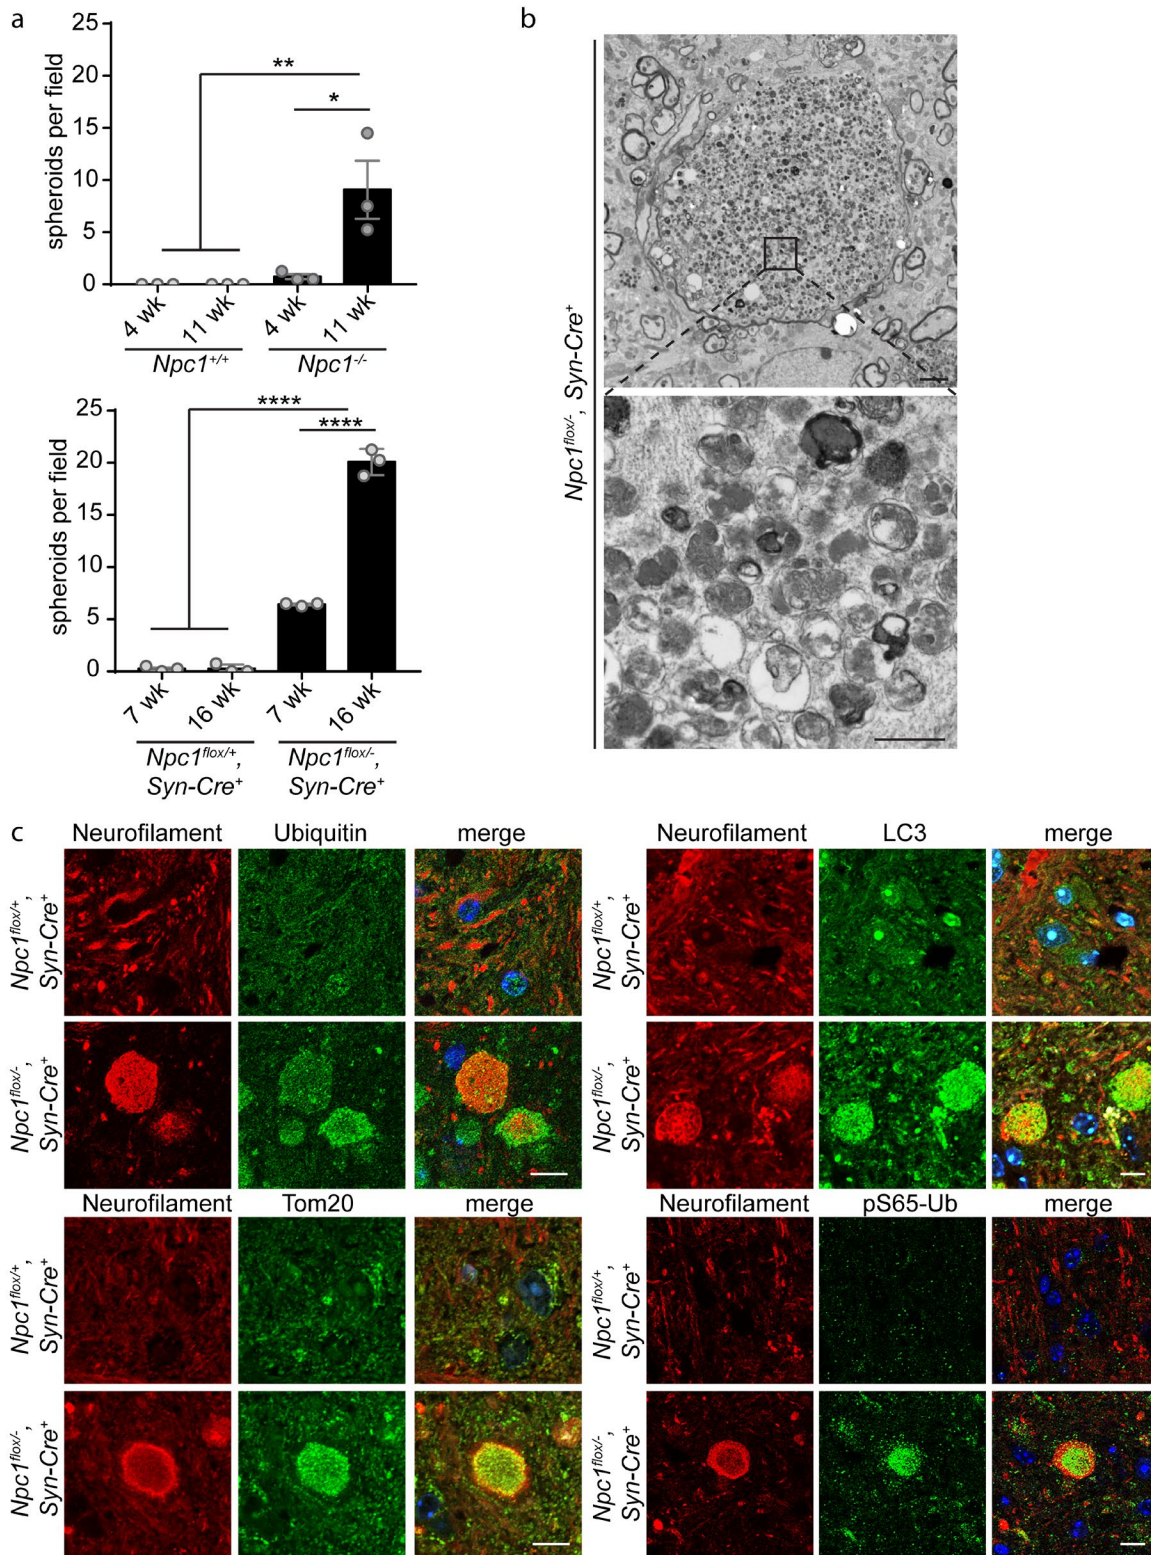 a
spheroids per field
25
20
15
10
5
0
**
*
4 wk
11 wk
4 wk
11 wk
Npc1+/+
Npc1-/-
spheroids per field
25
20
15
10
5
0
****
****
7 wk
16 wk
7 wk
16 wk
Npc1flox/+,
Syn-Cre+
Npc1flox/-,
Syn-Cre+
b
Npc1flox/-, Syn-Cre+
c
Neurofilament Ubiquitin merge
Npc1flox/+,
Syn-Cre+
Npc1flox/-,
Syn-Cre+
Neurofilament LC3 merge
Npc1flox/+,
Syn-Cre+
Npc1flox/-,
Syn-Cre+
Neurofilament Tom20 merge
Npc1flox/+,
Syn-Cre+
Npc1flox/-,
Syn-Cre+
Neurofilament pS65-Ub merge
Npc1flox/+,
Syn-Cre+
Npc1flox/-,
Syn-Cre+